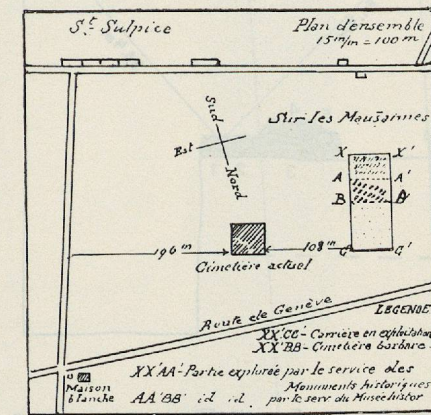 St. Sulpice
Plan d'ensemble
15 m/m = 100 m
Sur les Mausannes
Sud
Est
Nord
X X'
A A'
B B'
C C'
196 m
108 m
Cimetière actuel
Route de Genève
LEGENDE
XX'CC' - Carrière en exploitation
XX'BB - Cimetière barbare
XX'AA' - Partie explorée par le service des
Monuments historiques
AA'BB' id id. par le serv du Musée histor
Maison
blanche